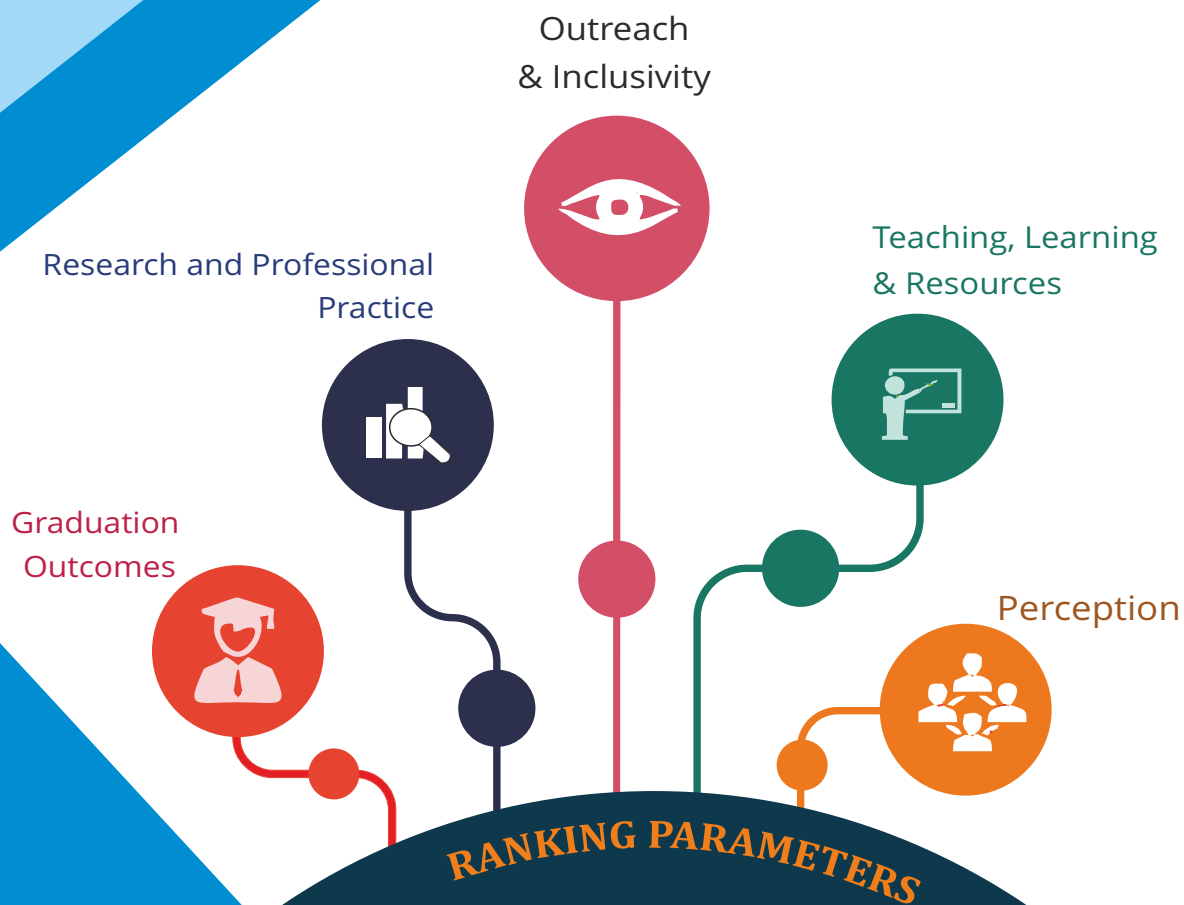 Outreach
& Inclusivity
Research and Professional
Practice
Teaching, Learning
& Resources
Graduation
Outcomes
Perception
RANKING PARAMETERS